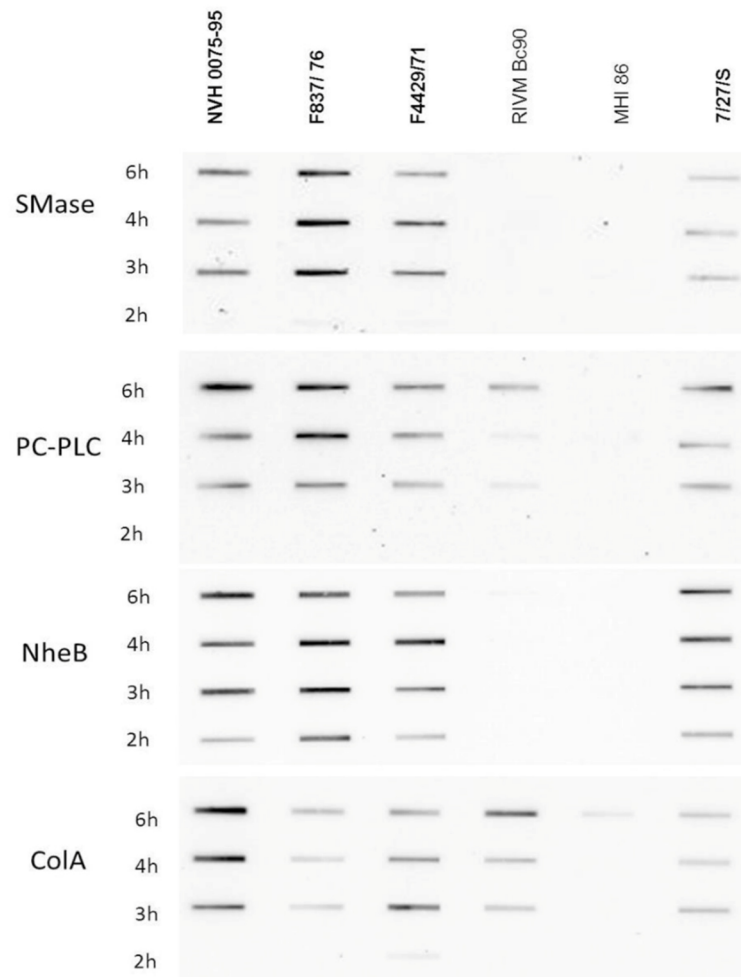 NVH 0075-95
F837/ 76
F4429/71
RIVM Bc90
MHI 86
7/27/S
SMase
6h
4h
3h
2h
PC-PLC
6h
4h
3h
2h
NheB
6h
4h
3h
2h
ColA
6h
4h
3h
2h